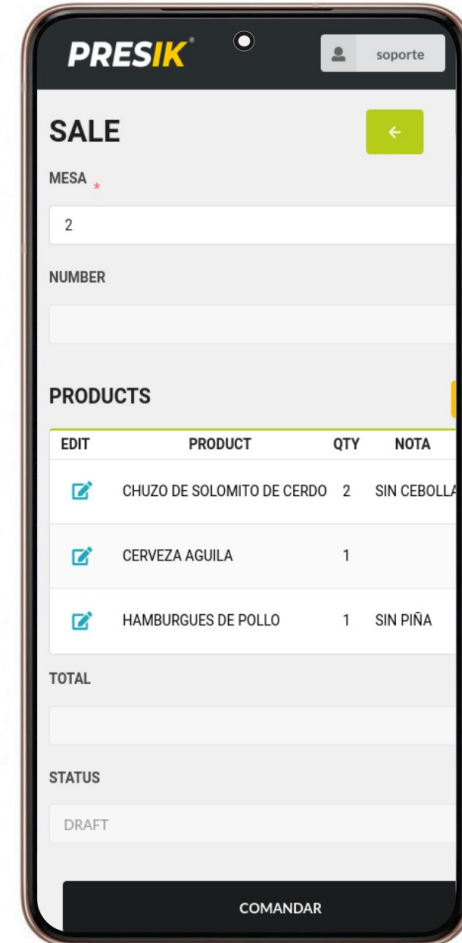 PRESIK
soporte
SALE
MESA *
2
NUMBER
PRODUCTS
EDIT PRODUCT QTY NOTA
CHUZO DE SOLOMITO DE CERDO 2 SIN CEBOLLA
CERVEZA AGUILA 1
HAMBURGUES DE POLLO 1 SIN PIÑA
TOTAL
STATUS
DRAFT
COMANDAR